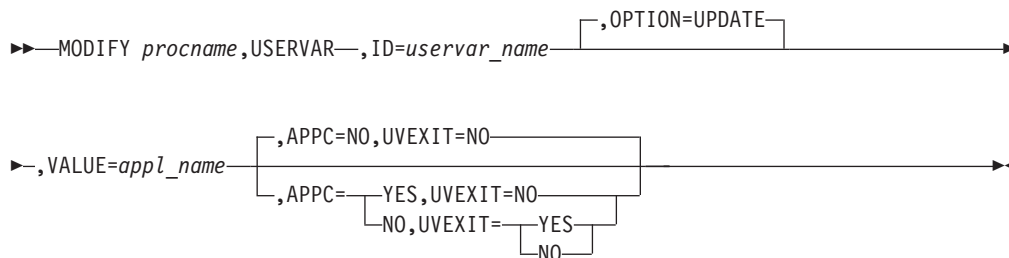 ,OPTION=UPDATE
MODIFY procname,USERVAR ,ID=uservar_name
,APPC=NO,UVEXIT=NO
,VALUE=appl_name
,APPC= YES,UVEXIT=NO
NO,UVEXIT= YES
NO